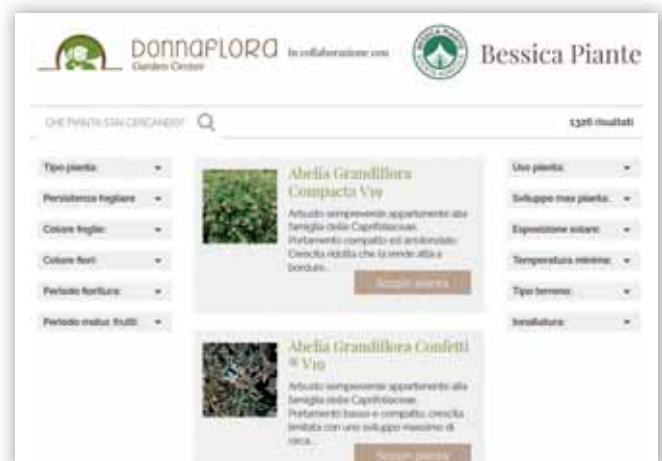 DONNAFLORA
Garden Center
In collaborazione con
BESSICA PIANTE
Bessica Piante
CHE PIANTA STAI CERCANDO?
1326 risultati
Tipo pianta:
Persistenza fogliare
Colore foglie:
Colore fiori:
Periodo fioritura:
Periodo matur. frutti:
Abelia Grandiflora
Compacta V19
Arbusto sempreverde appartenente alla
famiglia delle Caprifoliaceae.
Portamento compatto ed arrotondato.
Crescita ridotta che la rende atta a
bordura...
Scopri pianta
Abelia Grandiflora Confetti
® V19
Arbusto sempreverde appartenente alla
famiglia delle Caprifoliaceae.
Portamento basso e compatto, crescita
limitata con uno sviluppo massimo di
circa...
Scopri pianta
Uso pianta:
Sviluppo max pianta:
Esposizione solare:
Temperatura minima:
Tipo terreno:
Innaffiatura: